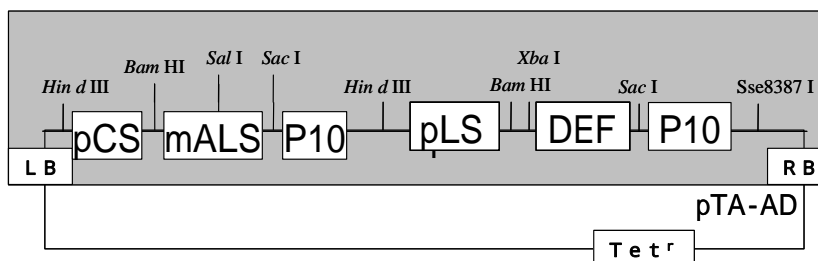 Xba I
Bam HI Sal I Sac I
Hin d III Hin d III Bam HI Sac I Sse8387 I
pCS mALS P10 pLS DEF P10
L B R B
pTA-AD
Tetʳ